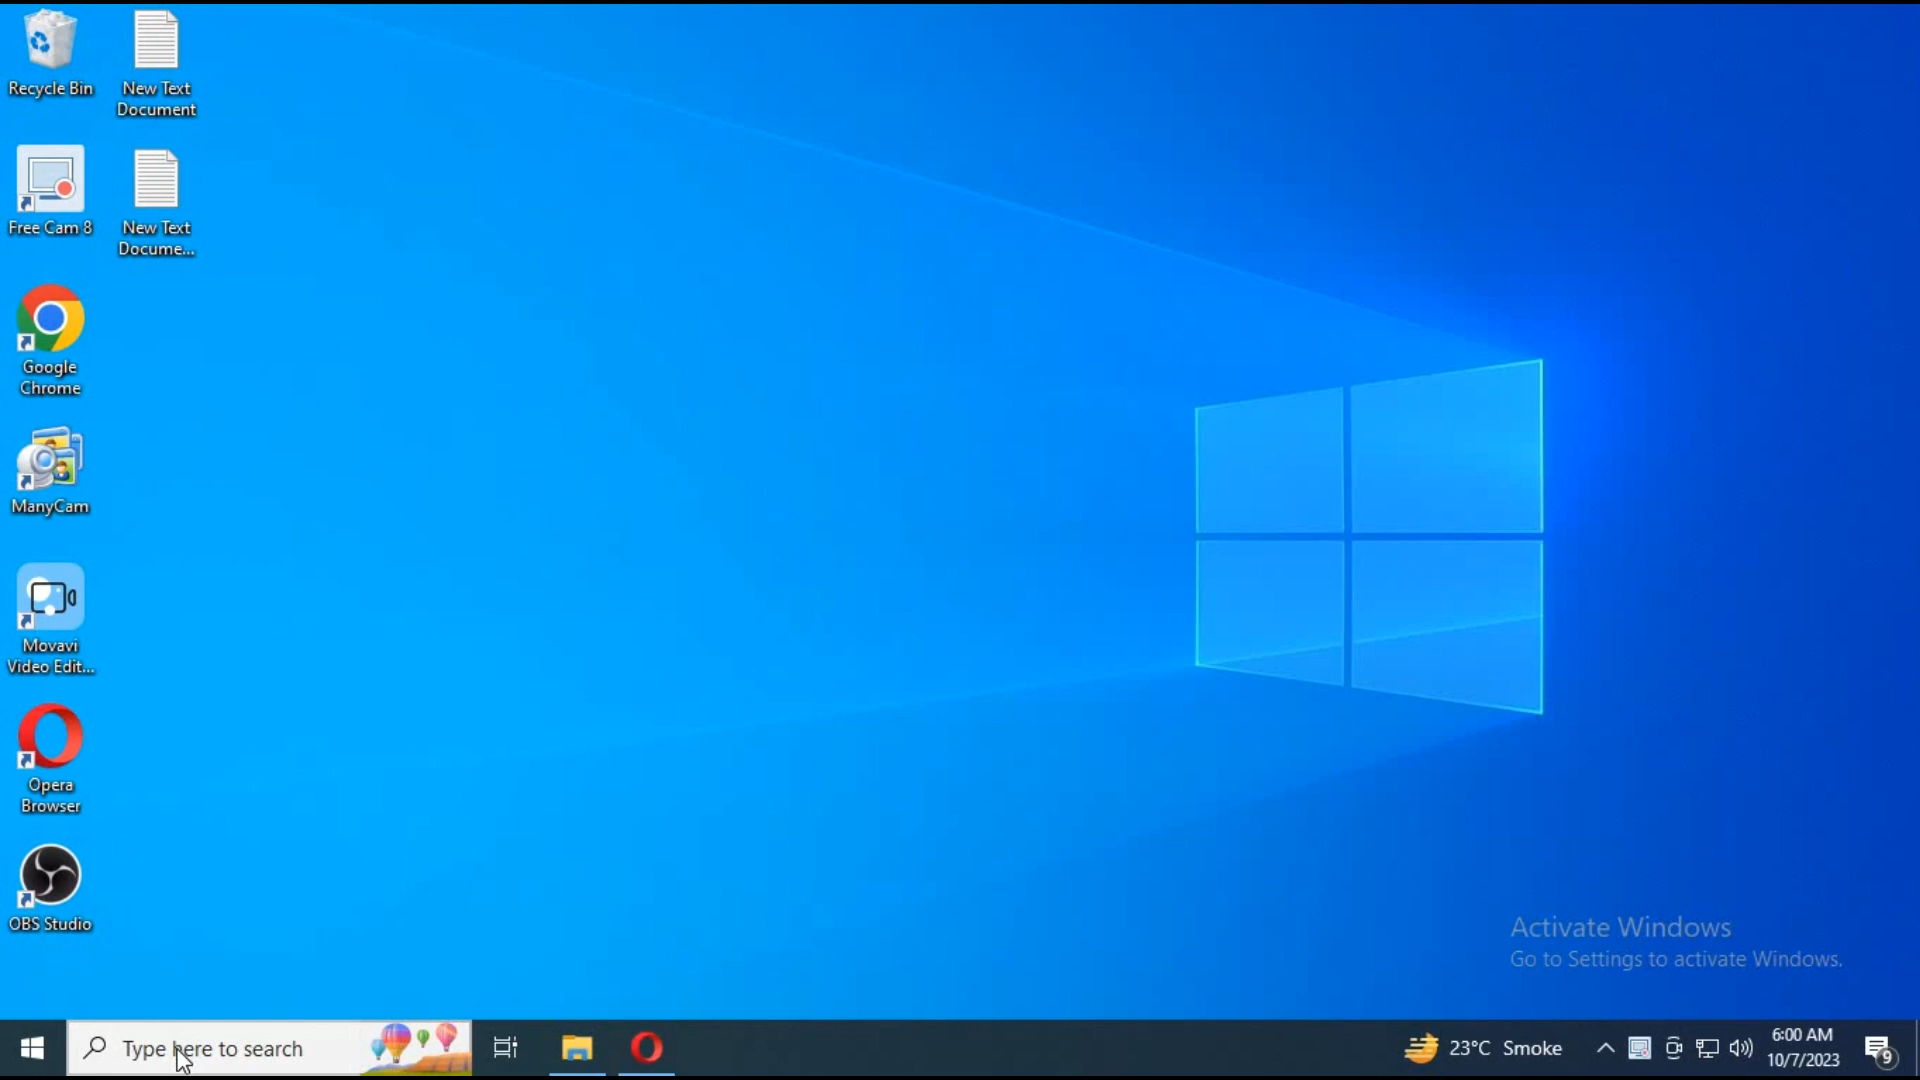 Recycle Bin
New Text
Document
Free Cam 8
New Text
Docume...
Google
Chrome
ManyCam
Movavi
Video Edit...
Opera
Browser
OBS Studio
Activate Windows
Go to Settings to activate Windows.
Type here to search
23°C Smoke
6:00 AM
10/7/2023
9